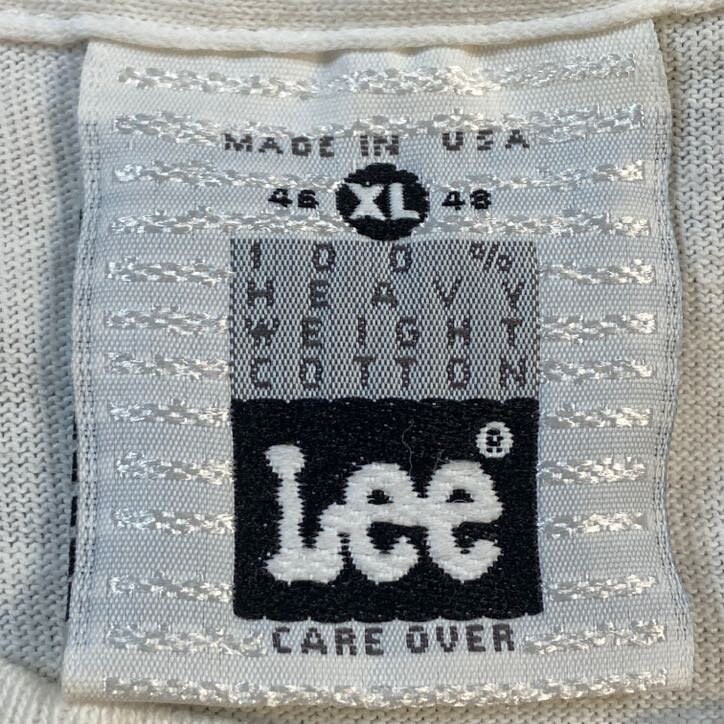 MADE IN USA
46 XL 48
100%
HEAVY
WEIGHT
COTTON
Lee®
CARE OVER